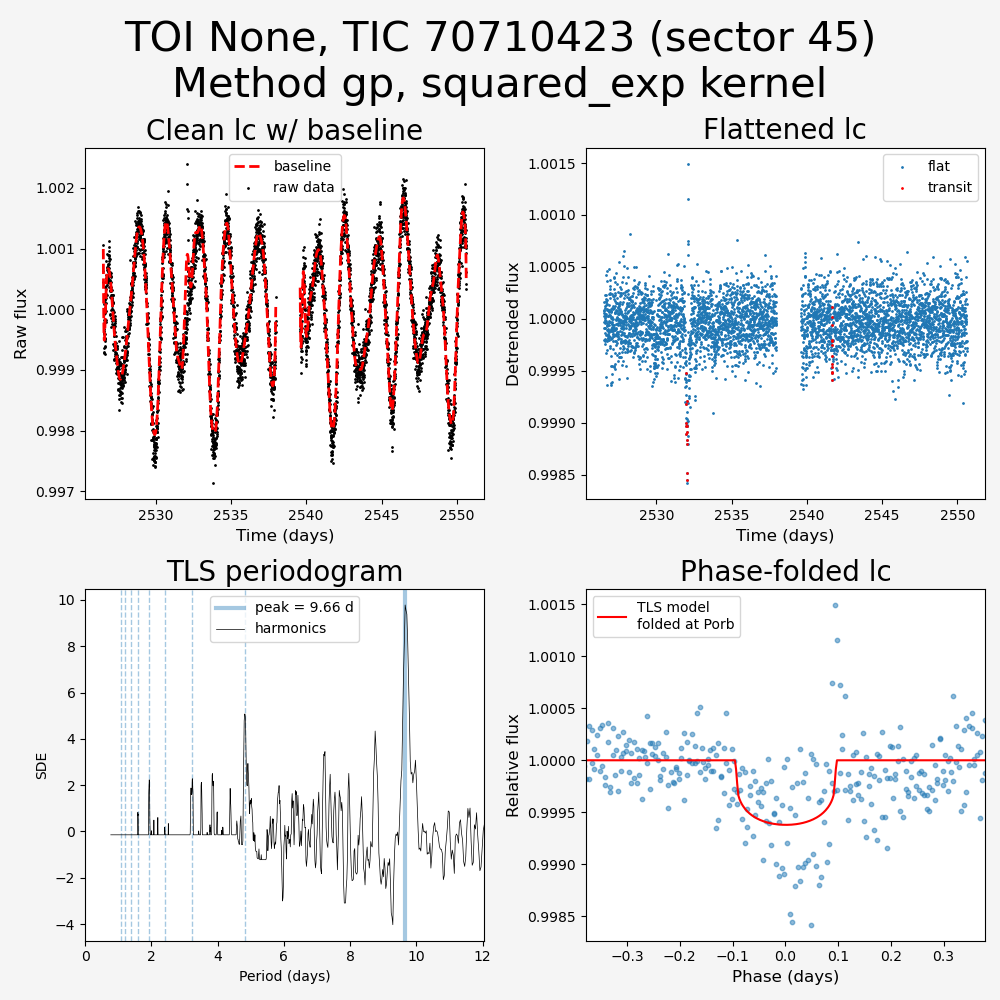 TOI None, TIC 70710423 (sector 45)
Method gp, squared_exp kernel
Clean lc w/ baseline
baseline
raw data
1.002
1.001
1.000
0.999
0.998
0.997
Raw flux
2530
2535
2540
2545
2550
Time (days)
Flattened lc
flat
transit
1.0015
1.0010
1.0005
1.0000
0.9995
0.9990
0.9985
Detrended flux
2530
2535
2540
2545
2550
Time (days)
TLS periodogram
peak = 9.66 d
harmonics
10
8
6
4
2
0
−2
−4
SDE
0
2
4
6
8
10
12
Period (days)
Phase-folded lc
TLS model
folded at Porb
1.0015
1.0010
1.0005
1.0000
0.9995
0.9990
0.9985
Relative flux
−0.3
−0.2
−0.1
0.0
0.1
0.2
0.3
Phase (days)